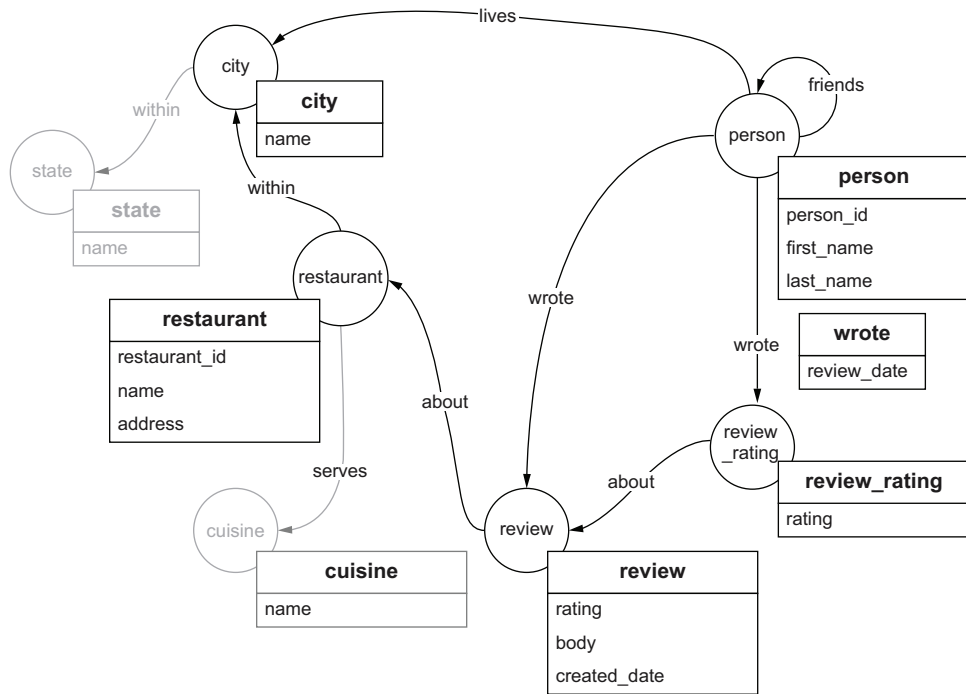 lives
city
city
name
within
state
state
name
friends
person
person
person_id
first_name
last_name
within
restaurant
restaurant
restaurant_id
name
address
wrote
wrote
wrote
review_date
about
serves
review
_rating
review_rating
rating
about
cuisine
cuisine
name
review
review
rating
body
created_date